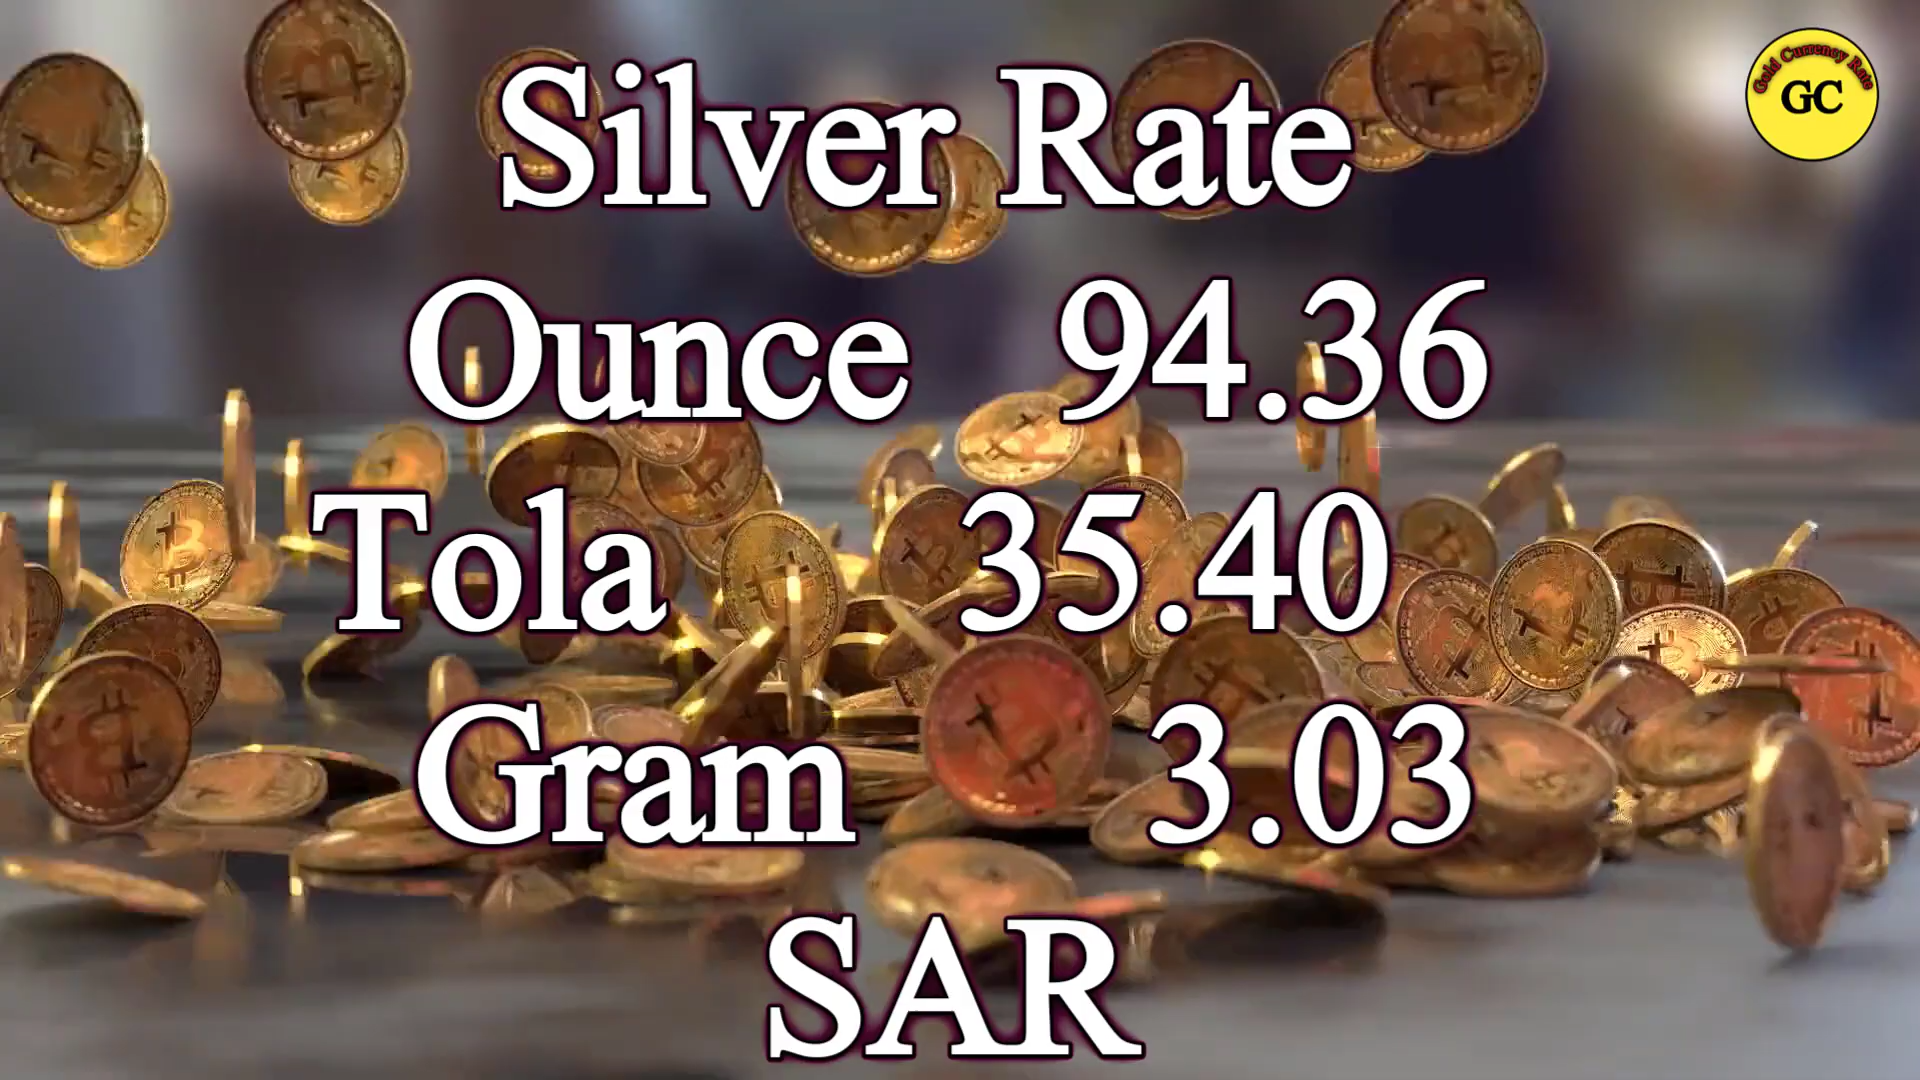 Gold Currency Rate
GC
Silver Rate
Ounce 94.36
Tola 35.40
Gram 3.03
SAR